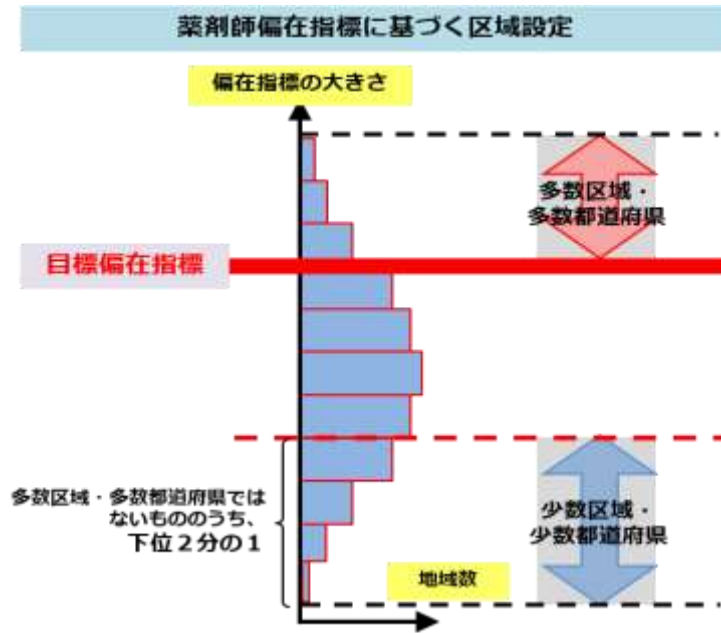 薬剤師偏在指標に基づく区域設定
偏在指標の大きさ
多数区域・
多数都道府県
目標偏在指標
多数区域・多数都道府県では
ないもののうち、
下位２分の１
少数区域・
少数都道府県
地域数